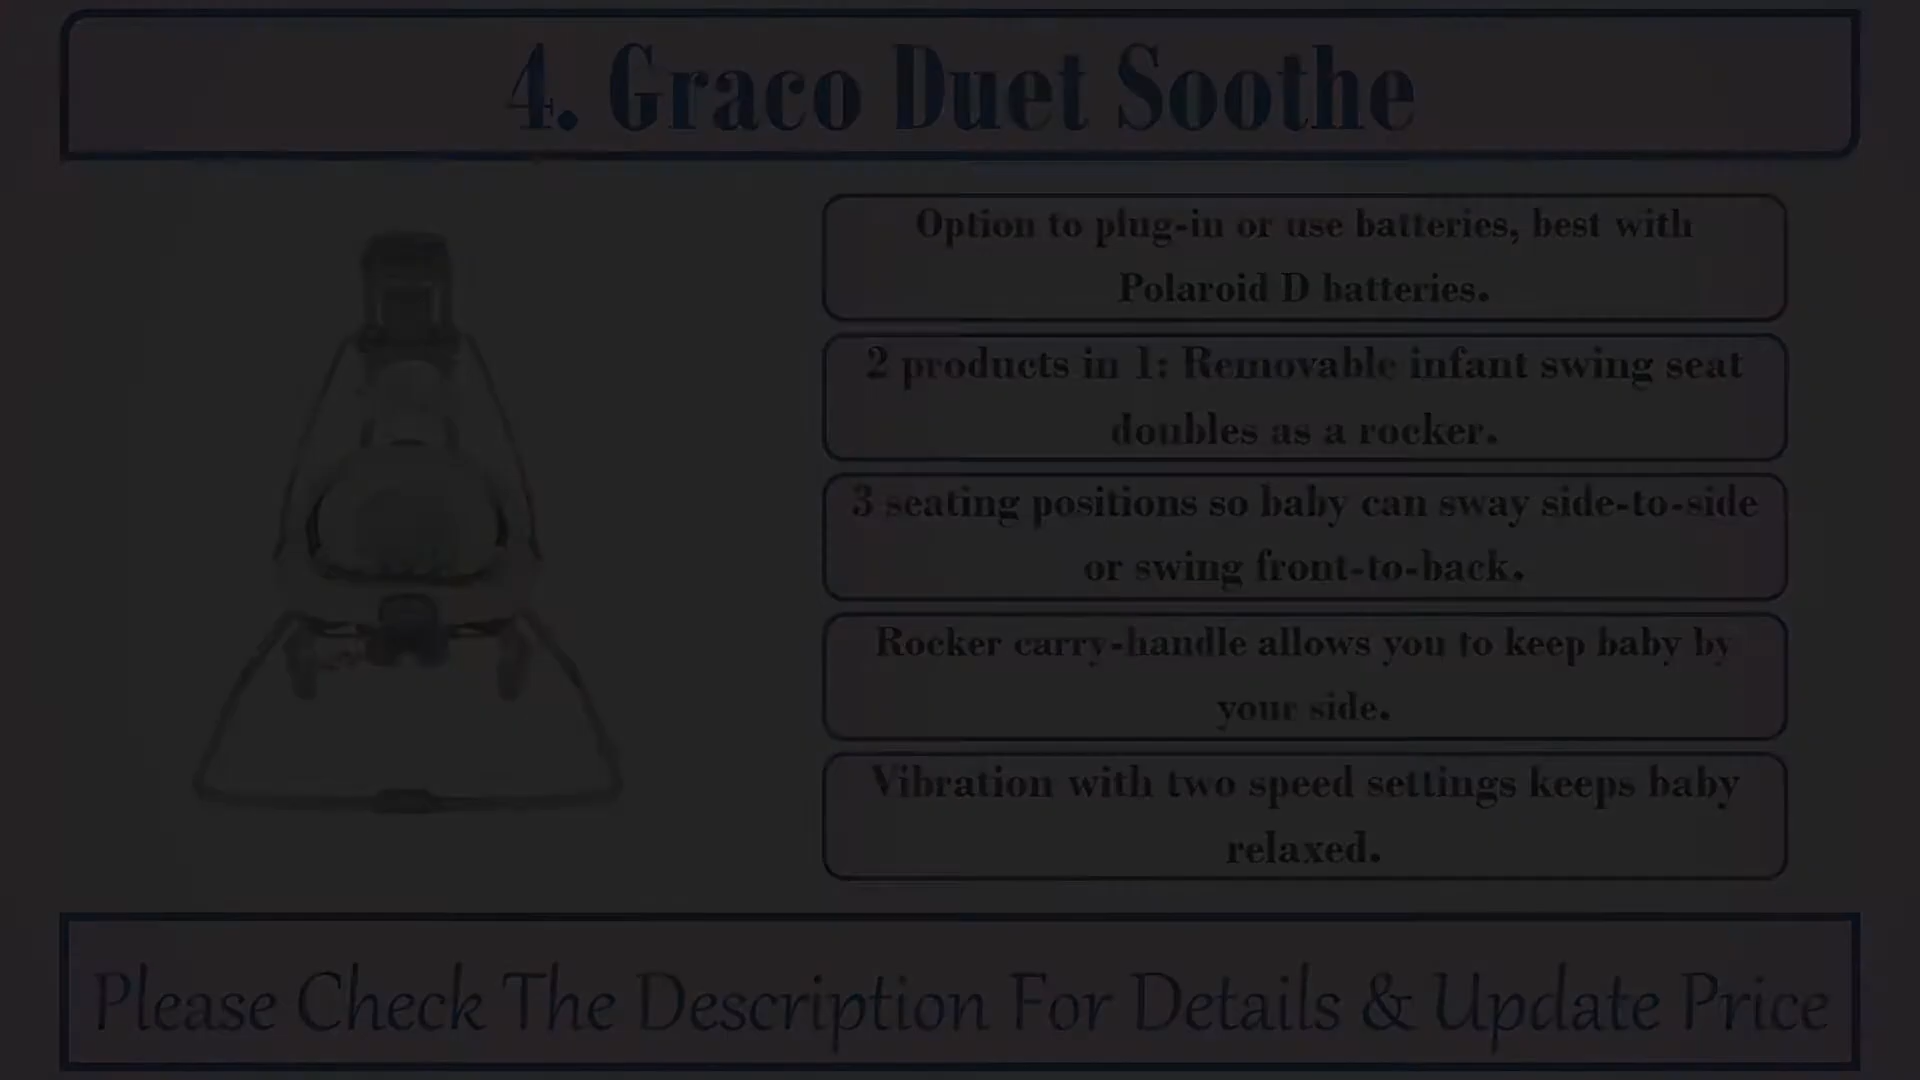 4. Graco Duet Soothe
Option to plug-in or use batteries, best with
Polaroid D batteries.
2 products in 1: Removable infant swing seat
doubles as a rocker.
3 seating positions so baby can sway side-to-side
or swing front-to-back.
Rocker carry-handle allows you to keep baby by
your side.
Vibration with two speed settings keeps baby
relaxed.
Please Check The Description For Details & Update Price